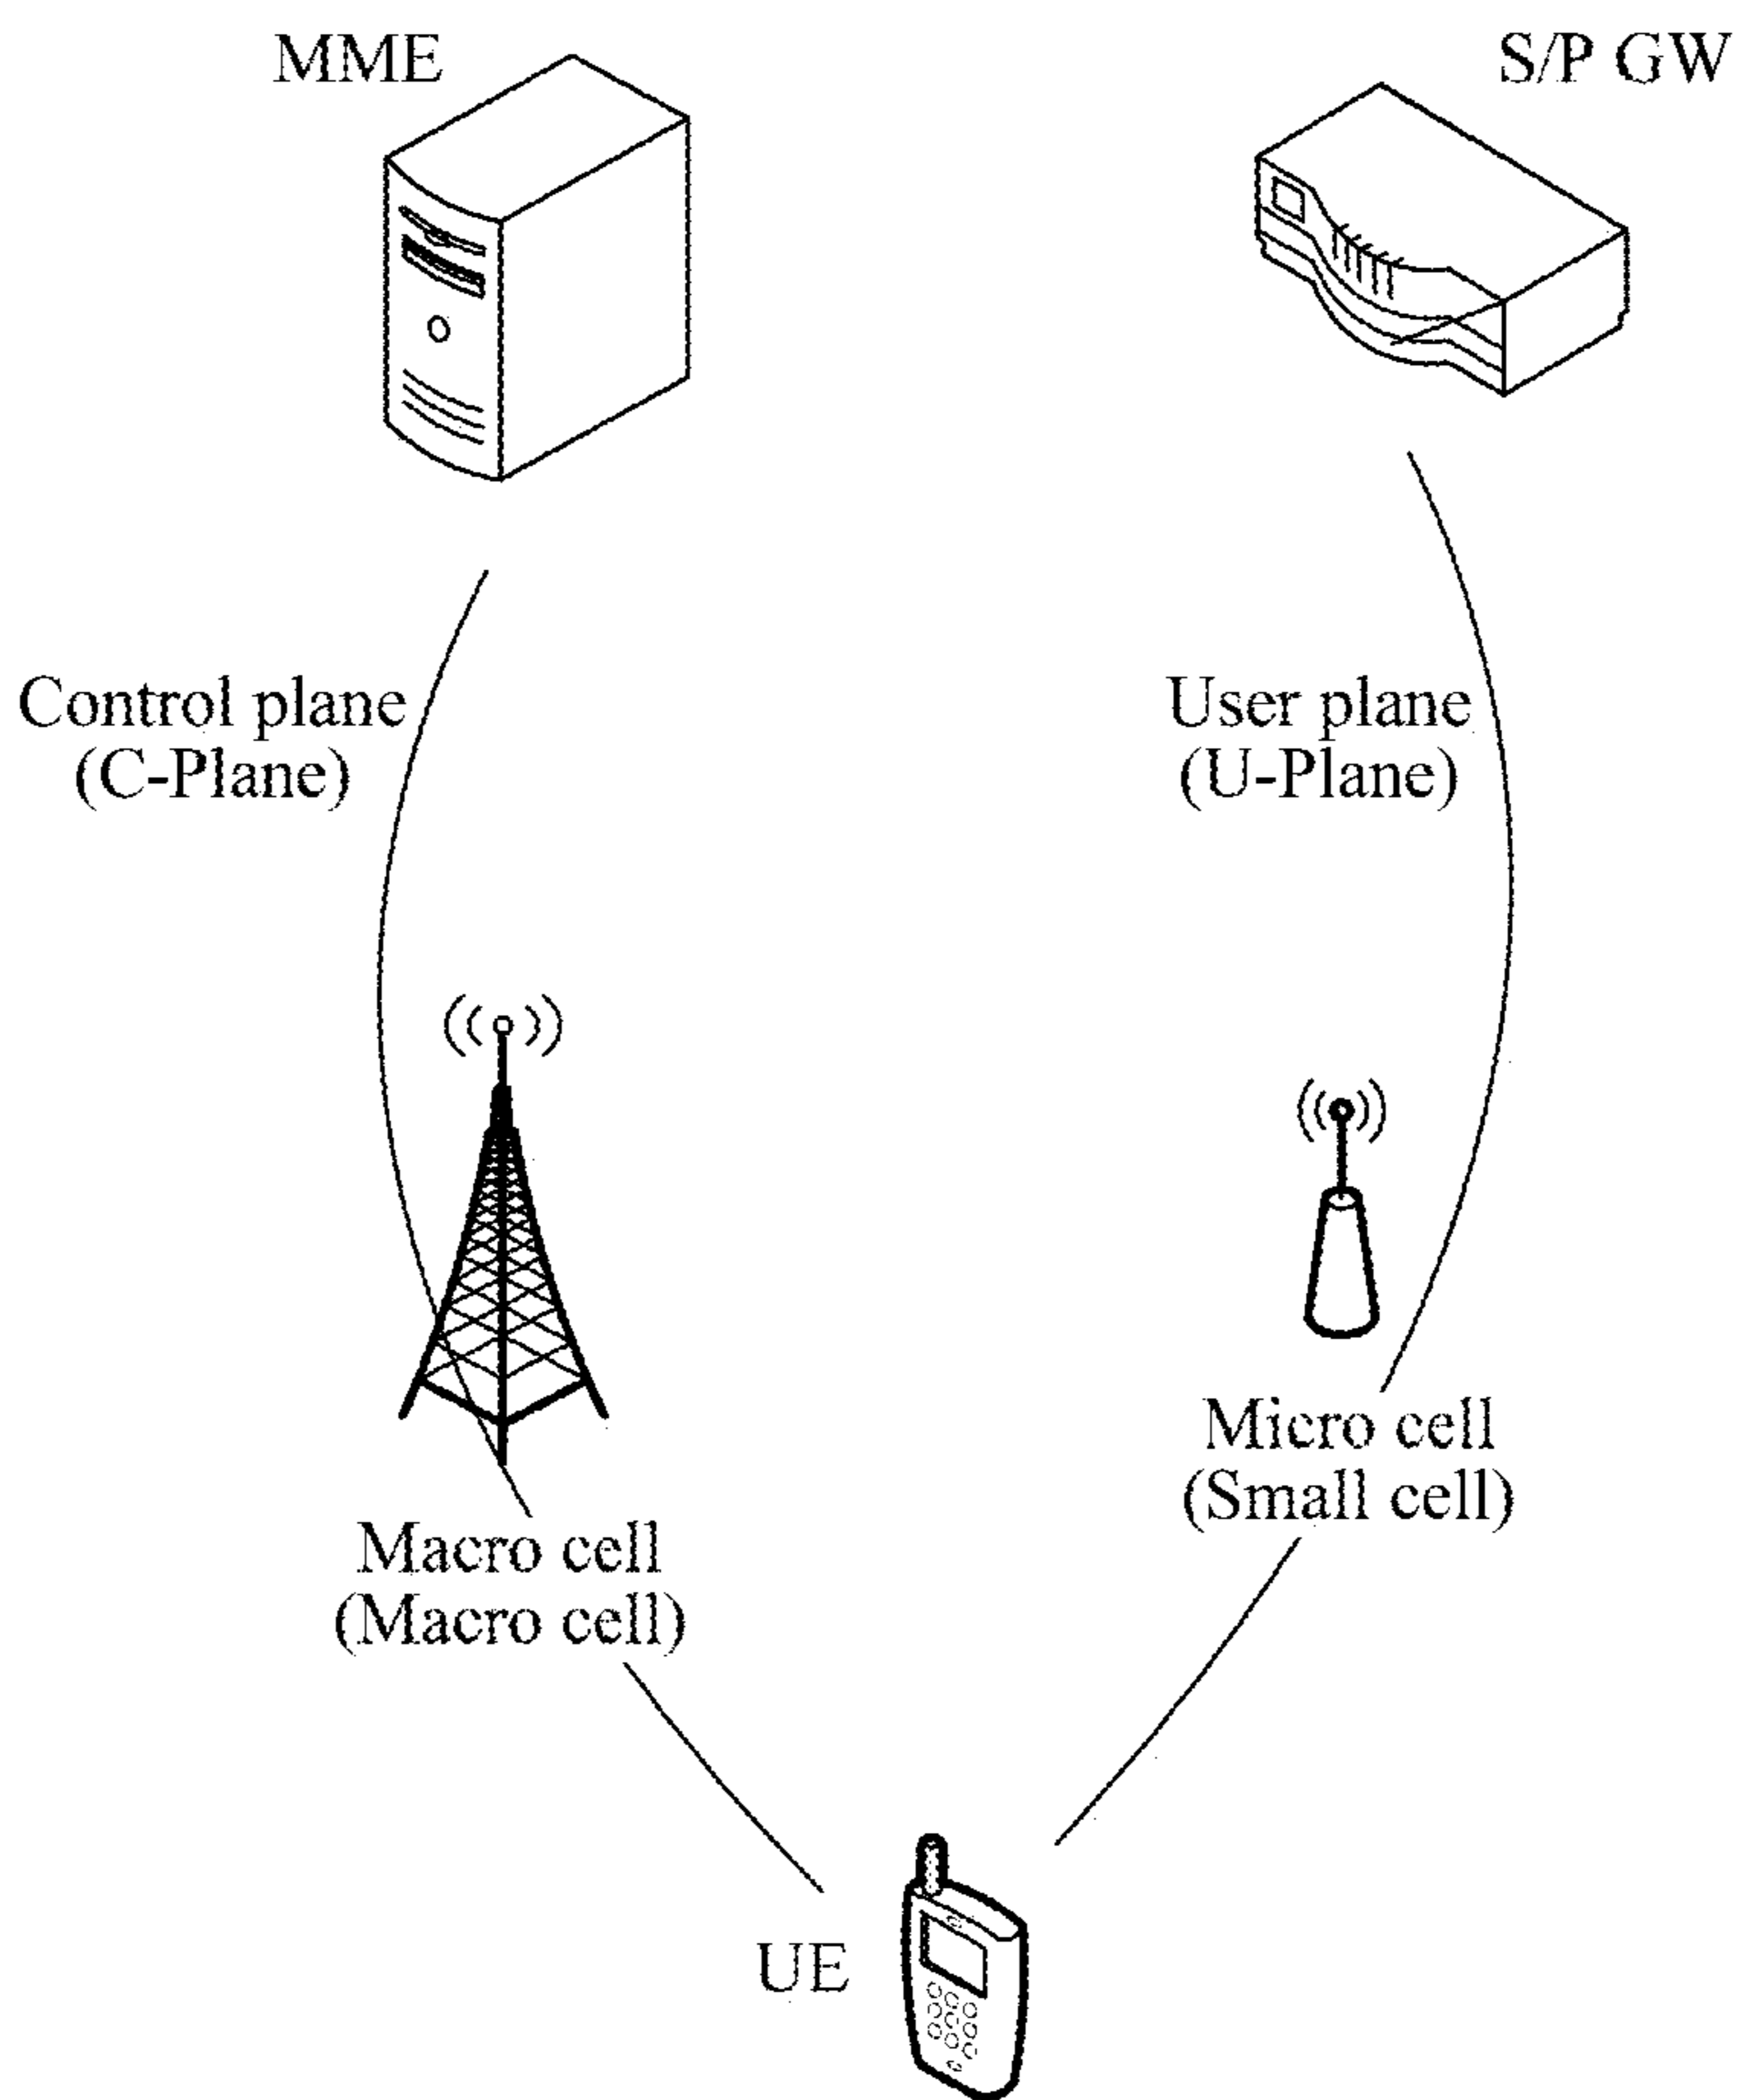 MME
S/P GW
Control plane
(C-Plane)
User plane
(U-Plane)
Micro cell
(Small cell)
Macro cell
(Macro cell)
UE